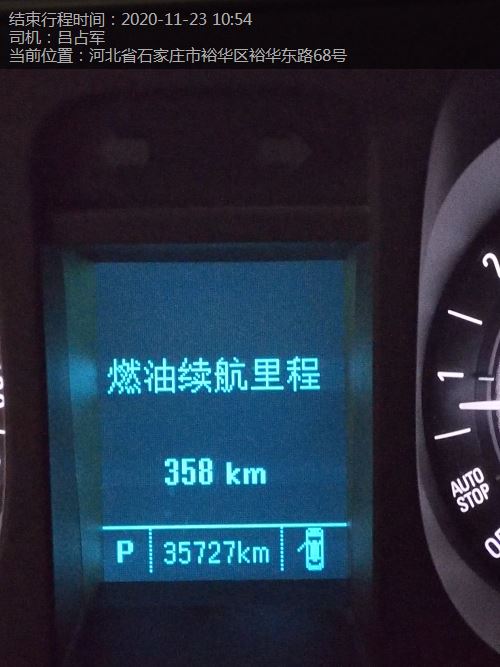 结束行程时间：2020-11-23 10:54
司机：吕占军
当前位置：河北省石家庄市裕华区裕华东路68号
2
燃油续航里程
1
358 km
AUTO
STOP
P 35727km